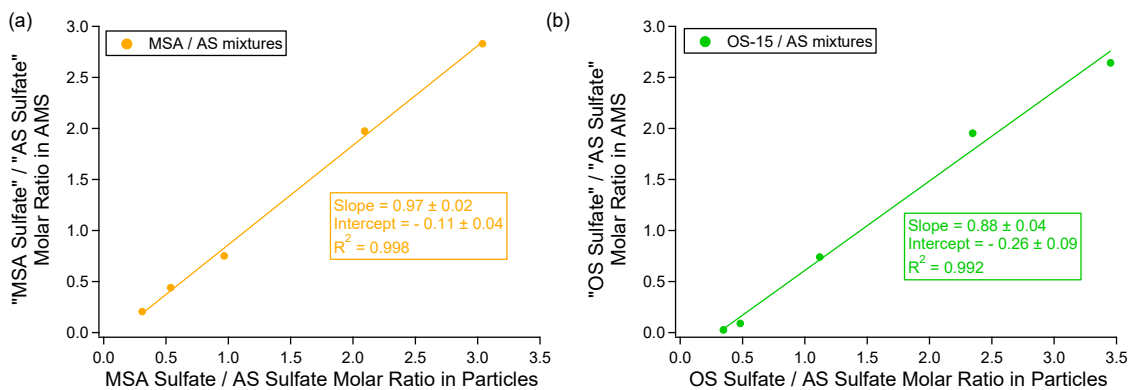 (a)
3.0
2.5
2.0
1.5
1.0
0.5
0.0
"MSA Sulfate" / "AS Sulfate"
Molar Ratio in AMS
MSA / AS mixtures
Slope = 0.97 ± 0.02
Intercept = - 0.11 ± 0.04
R² = 0.998
0.0 0.5 1.0 1.5 2.0 2.5 3.0 3.5
MSA Sulfate / AS Sulfate Molar Ratio in Particles
(b)
3.0
2.5
2.0
1.5
1.0
0.5
0.0
"OS Sulfate" / "AS Sulfate"
Molar Ratio in AMS
OS-15 / AS mixtures
Slope = 0.88 ± 0.04
Intercept = - 0.26 ± 0.09
R² = 0.992
0.0 0.5 1.0 1.5 2.0 2.5 3.0 3.5
OS Sulfate / AS Sulfate Molar Ratio in Particles